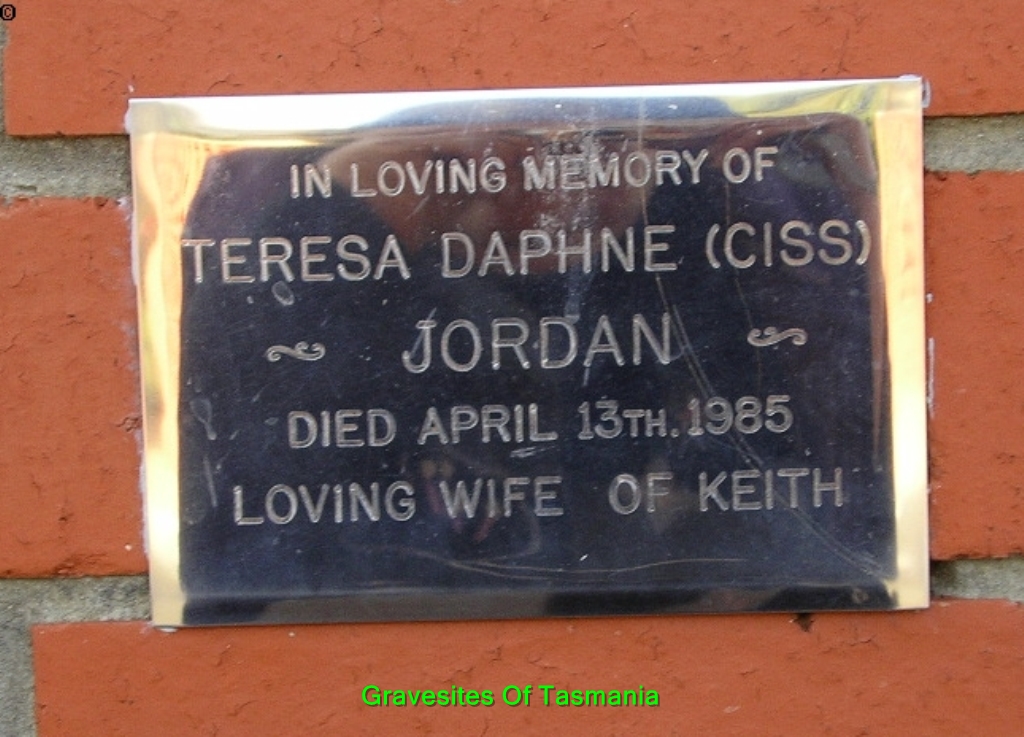 ©
IN LOVING MEMORY OF
TERESA DAPHNE (CISS)
JORDAN
DIED APRIL 13TH. 1985
LOVING WIFE OF KEITH
Gravesites Of Tasmania